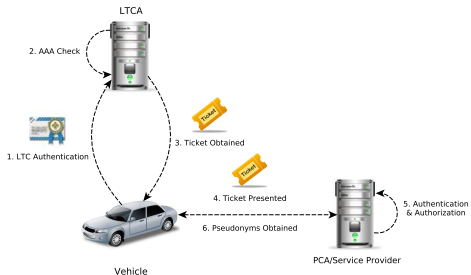 LTCA
2. AAA Check
Ticket
3. Ticket Obtained
1. LTC Authentication
Ticket
4. Ticket Presented
5. Authentication
& Authorization
6. Pseudonyms Obtained
PCA/Service Provider
Vehicle